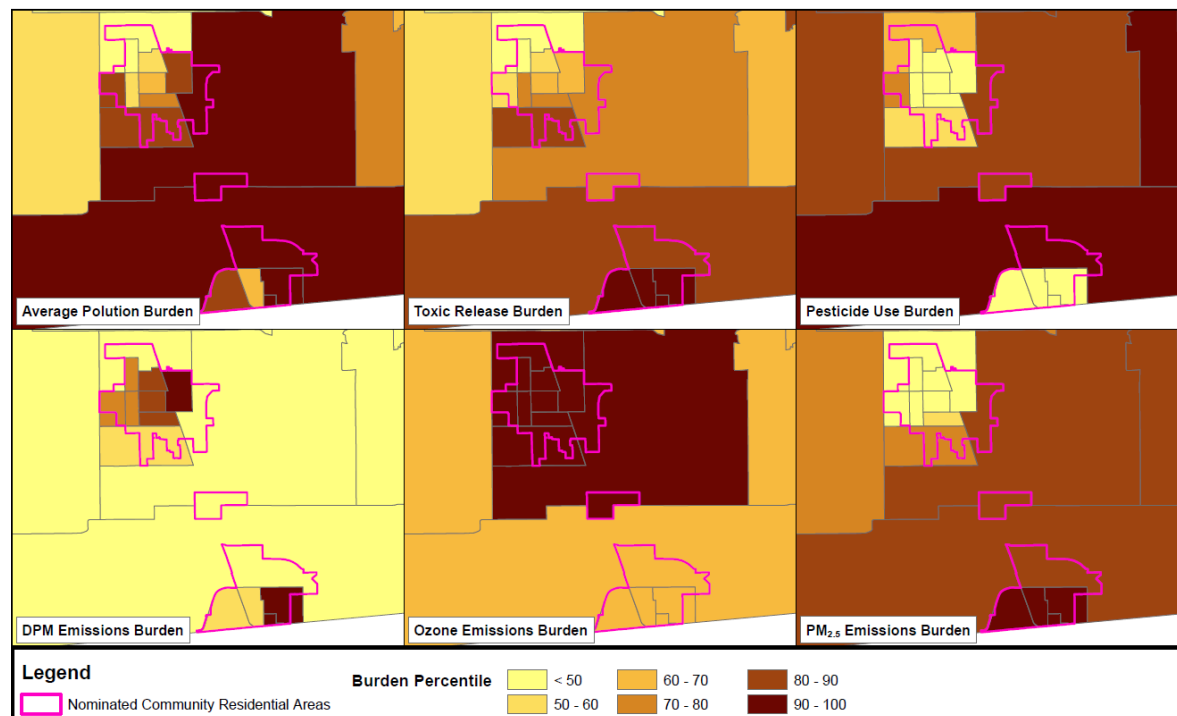 Average Polution Burden
Toxic Release Burden
Pesticide Use Burden
DPM Emissions Burden
Ozone Emissions Burden
PM2.5 Emissions Burden
Legend
Nominated Community Residential Areas
Burden Percentile
< 50
60 - 70
80 - 90
50 - 60
70 - 80
90 - 100